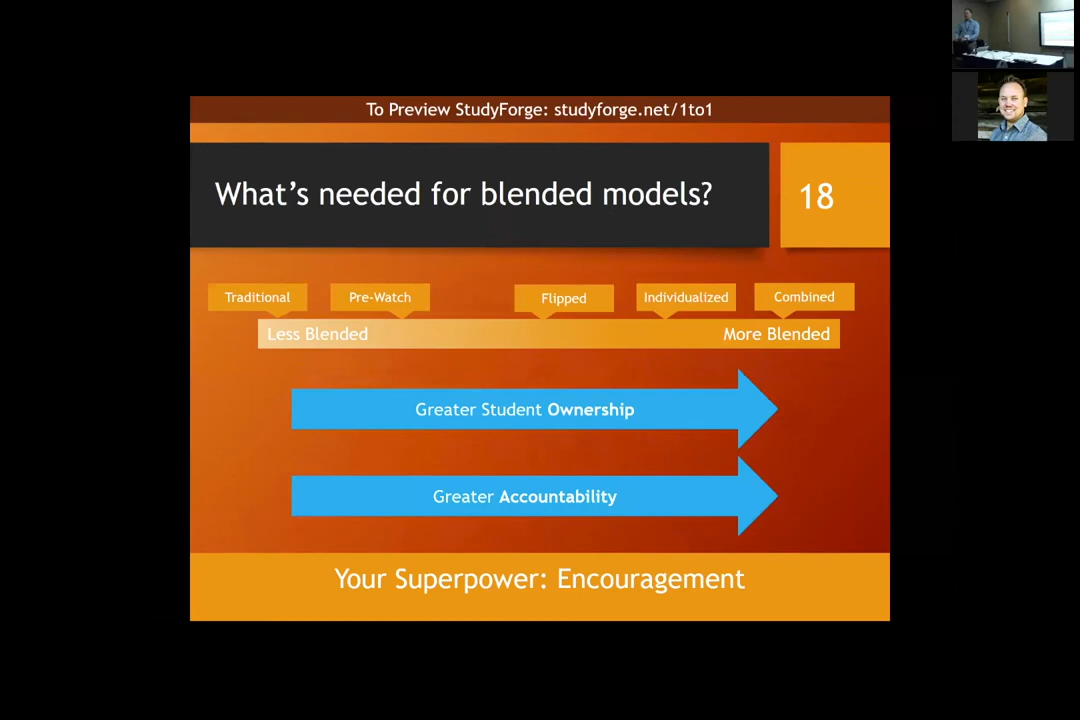 To Preview StudyForge: studyforge.net/1to1
What’s needed for blended models?
18
Traditional
Pre-Watch
Flipped
Individualized
Combined
Less Blended
More Blended
Greater Student Ownership
Greater Accountability
Your Superpower: Encouragement